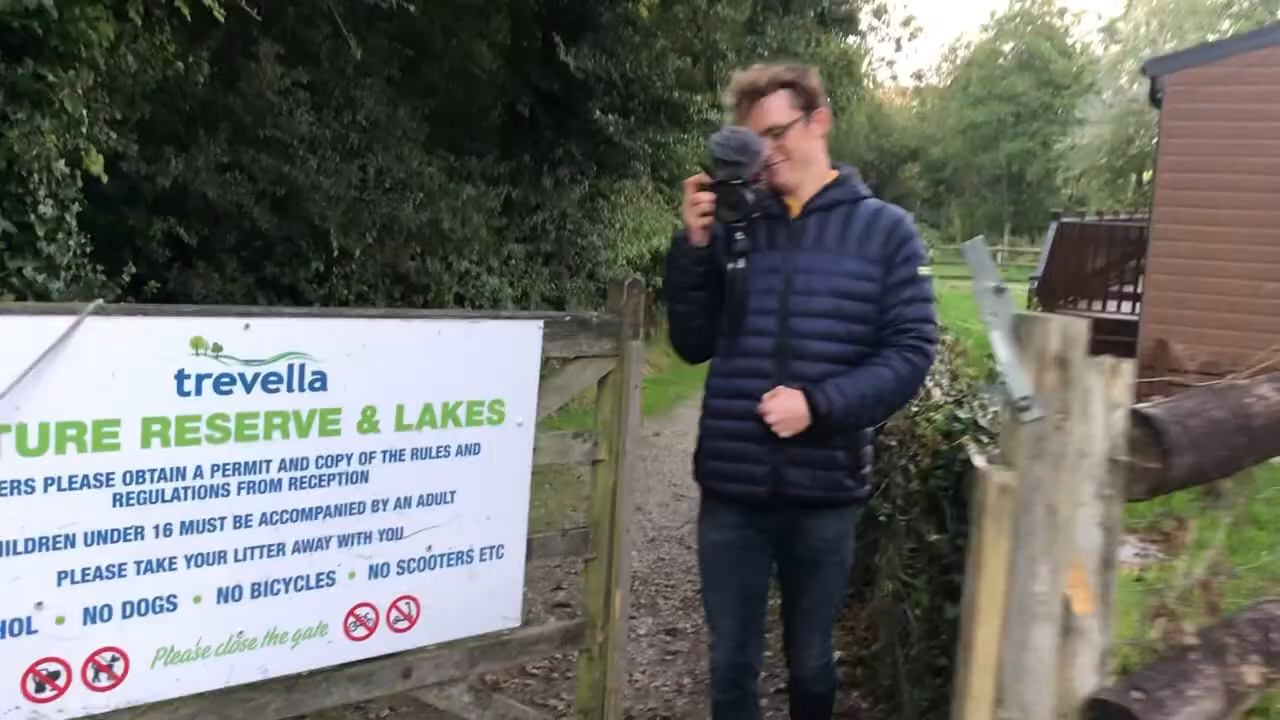 trevella
TURE RESERVE & LAKES
ERS PLEASE OBTAIN A PERMIT AND COPY OF THE RULES AND
REGULATIONS FROM RECEPTION
HILDREN UNDER 16 MUST BE ACCOMPANIED BY AN ADULT
PLEASE TAKE YOUR LITTER AWAY WITH YOU
HOL • NO DOGS • NO BICYCLES • NO SCOOTERS ETC
Please close the gate